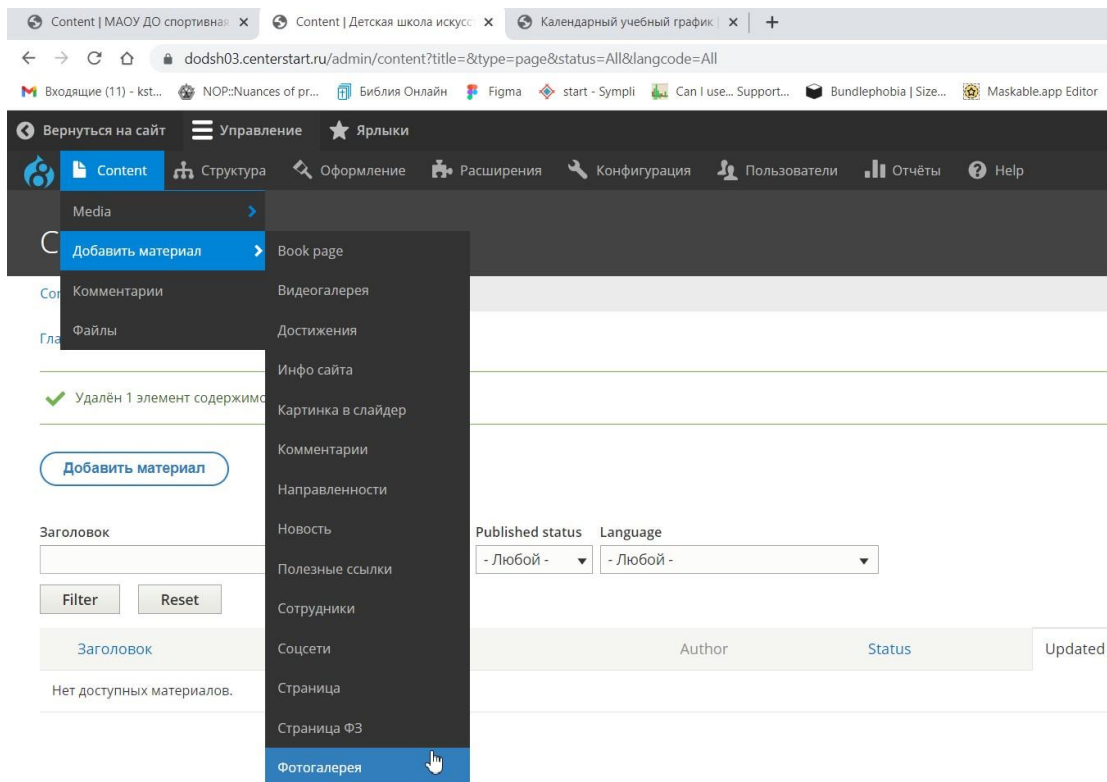 Content | МАОУ ДО спортивная
Content | Детская школа искусс
Календарный учебный график |
dodsh03.centerstart.ru/admin/content?title=&type=page&status=All&langcode=All
Входящие (11) - kst... NOP::Nuances of pr... Библия Онлайн Figma start - Sympli Can I use... Support... Bundlephobia | Size... Maskable.app Editor
Вернуться на сайт Управление Ярлыки
Content Структура Оформление Расширения Конфигурация Пользователи Отчёты Help
Media
C
Добавить материал Book page
Cor Комментарии Видеогалерея
Гла Файлы Достижения
Инфо сайта
Удалён 1 элемент содержимо
Картинка в слайдер
Комментарии
Добавить материал
Направленности
Заголовок Новость Published status Language
- Любой - - Любой -
Полезные ссылки
Filter Reset Сотрудники
Заголовок Соцсети Author Status Updated
Нет доступных материалов. Страница
Страница ФЗ
Фотогалерея